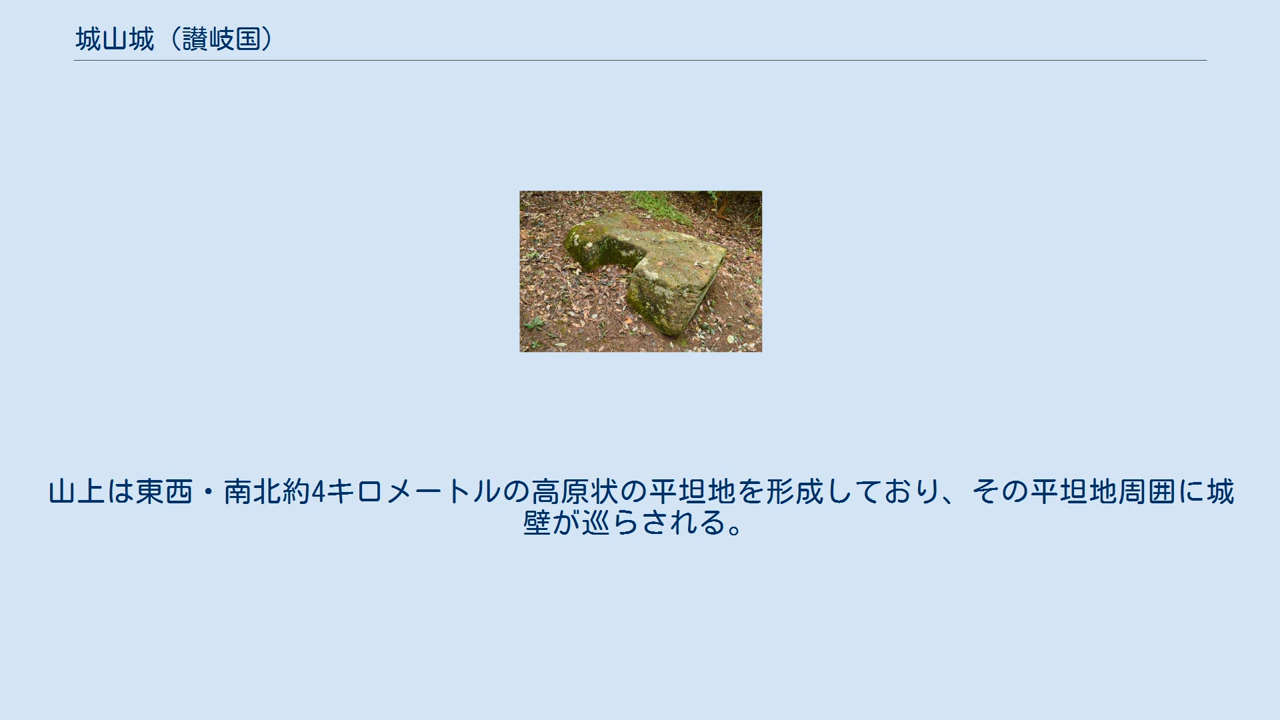 城山城（讃岐国）
山上は東西・南北約4キロメートルの高原状の平坦地を形成しており、その平坦地周囲に城
壁が巡らされる。